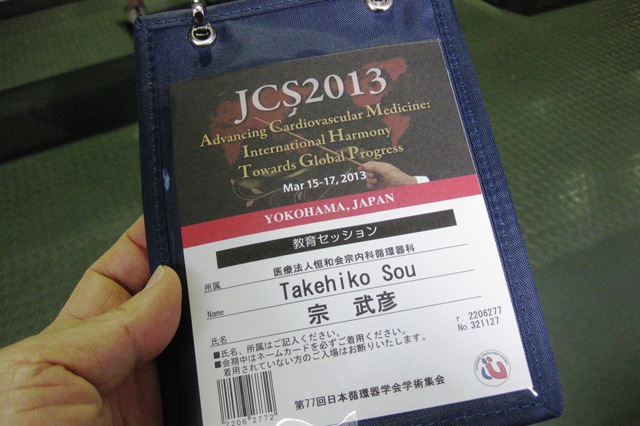 JCS2013
Advancing Cardiovascular Medicine:
International Harmony
Towards Global Progress
Mar 15-17, 2013
YOKOHAMA, JAPAN
教育セッション
所属 医療法人恒和会宗内科循環器科
Name Takehiko Sou
氏名 宗 武彦
■氏名、所属はご記入ください。
■会期中はネームカードを必ずご着用ください。
着用されていない方のご入場はお断りいたします。
r. 2206277
No 321127
22062772
第77回日本循環器学会学術集会